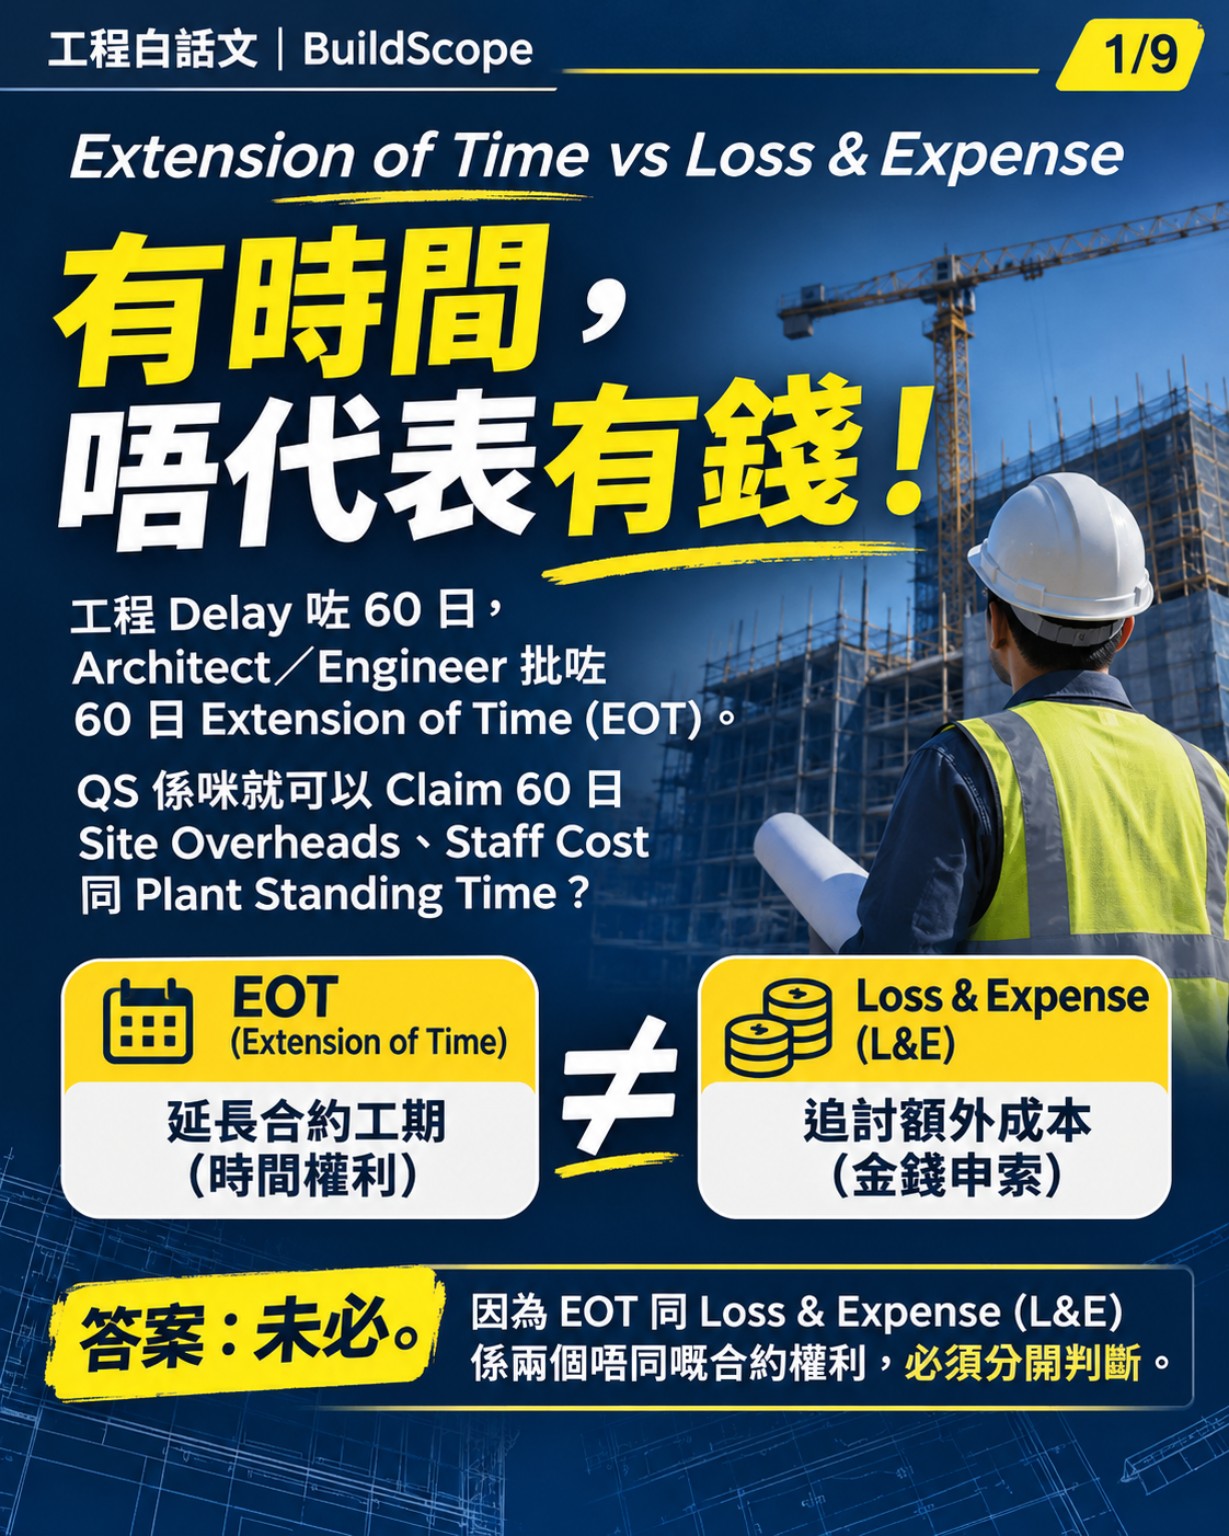 工程白話文｜BuildScope
1/9
Extension of Time vs Loss & Expense
有時間，
唔代表有錢！
工程 Delay 咗 60 日，
Architect／Engineer 批咗
60 日 Extension of Time (EOT)。
QS 係咪就可以 Claim 60 日
Site Overheads、Staff Cost
同 Plant Standing Time？
EOT
(Extension of Time)
延長合約工期
（時間權利）
≠
Loss & Expense
(L&E)
追討額外成本
（金錢申索）
答案：未必。
因為 EOT 同 Loss & Expense (L&E)
係兩個唔同嘅合約權利，必須分開判斷。